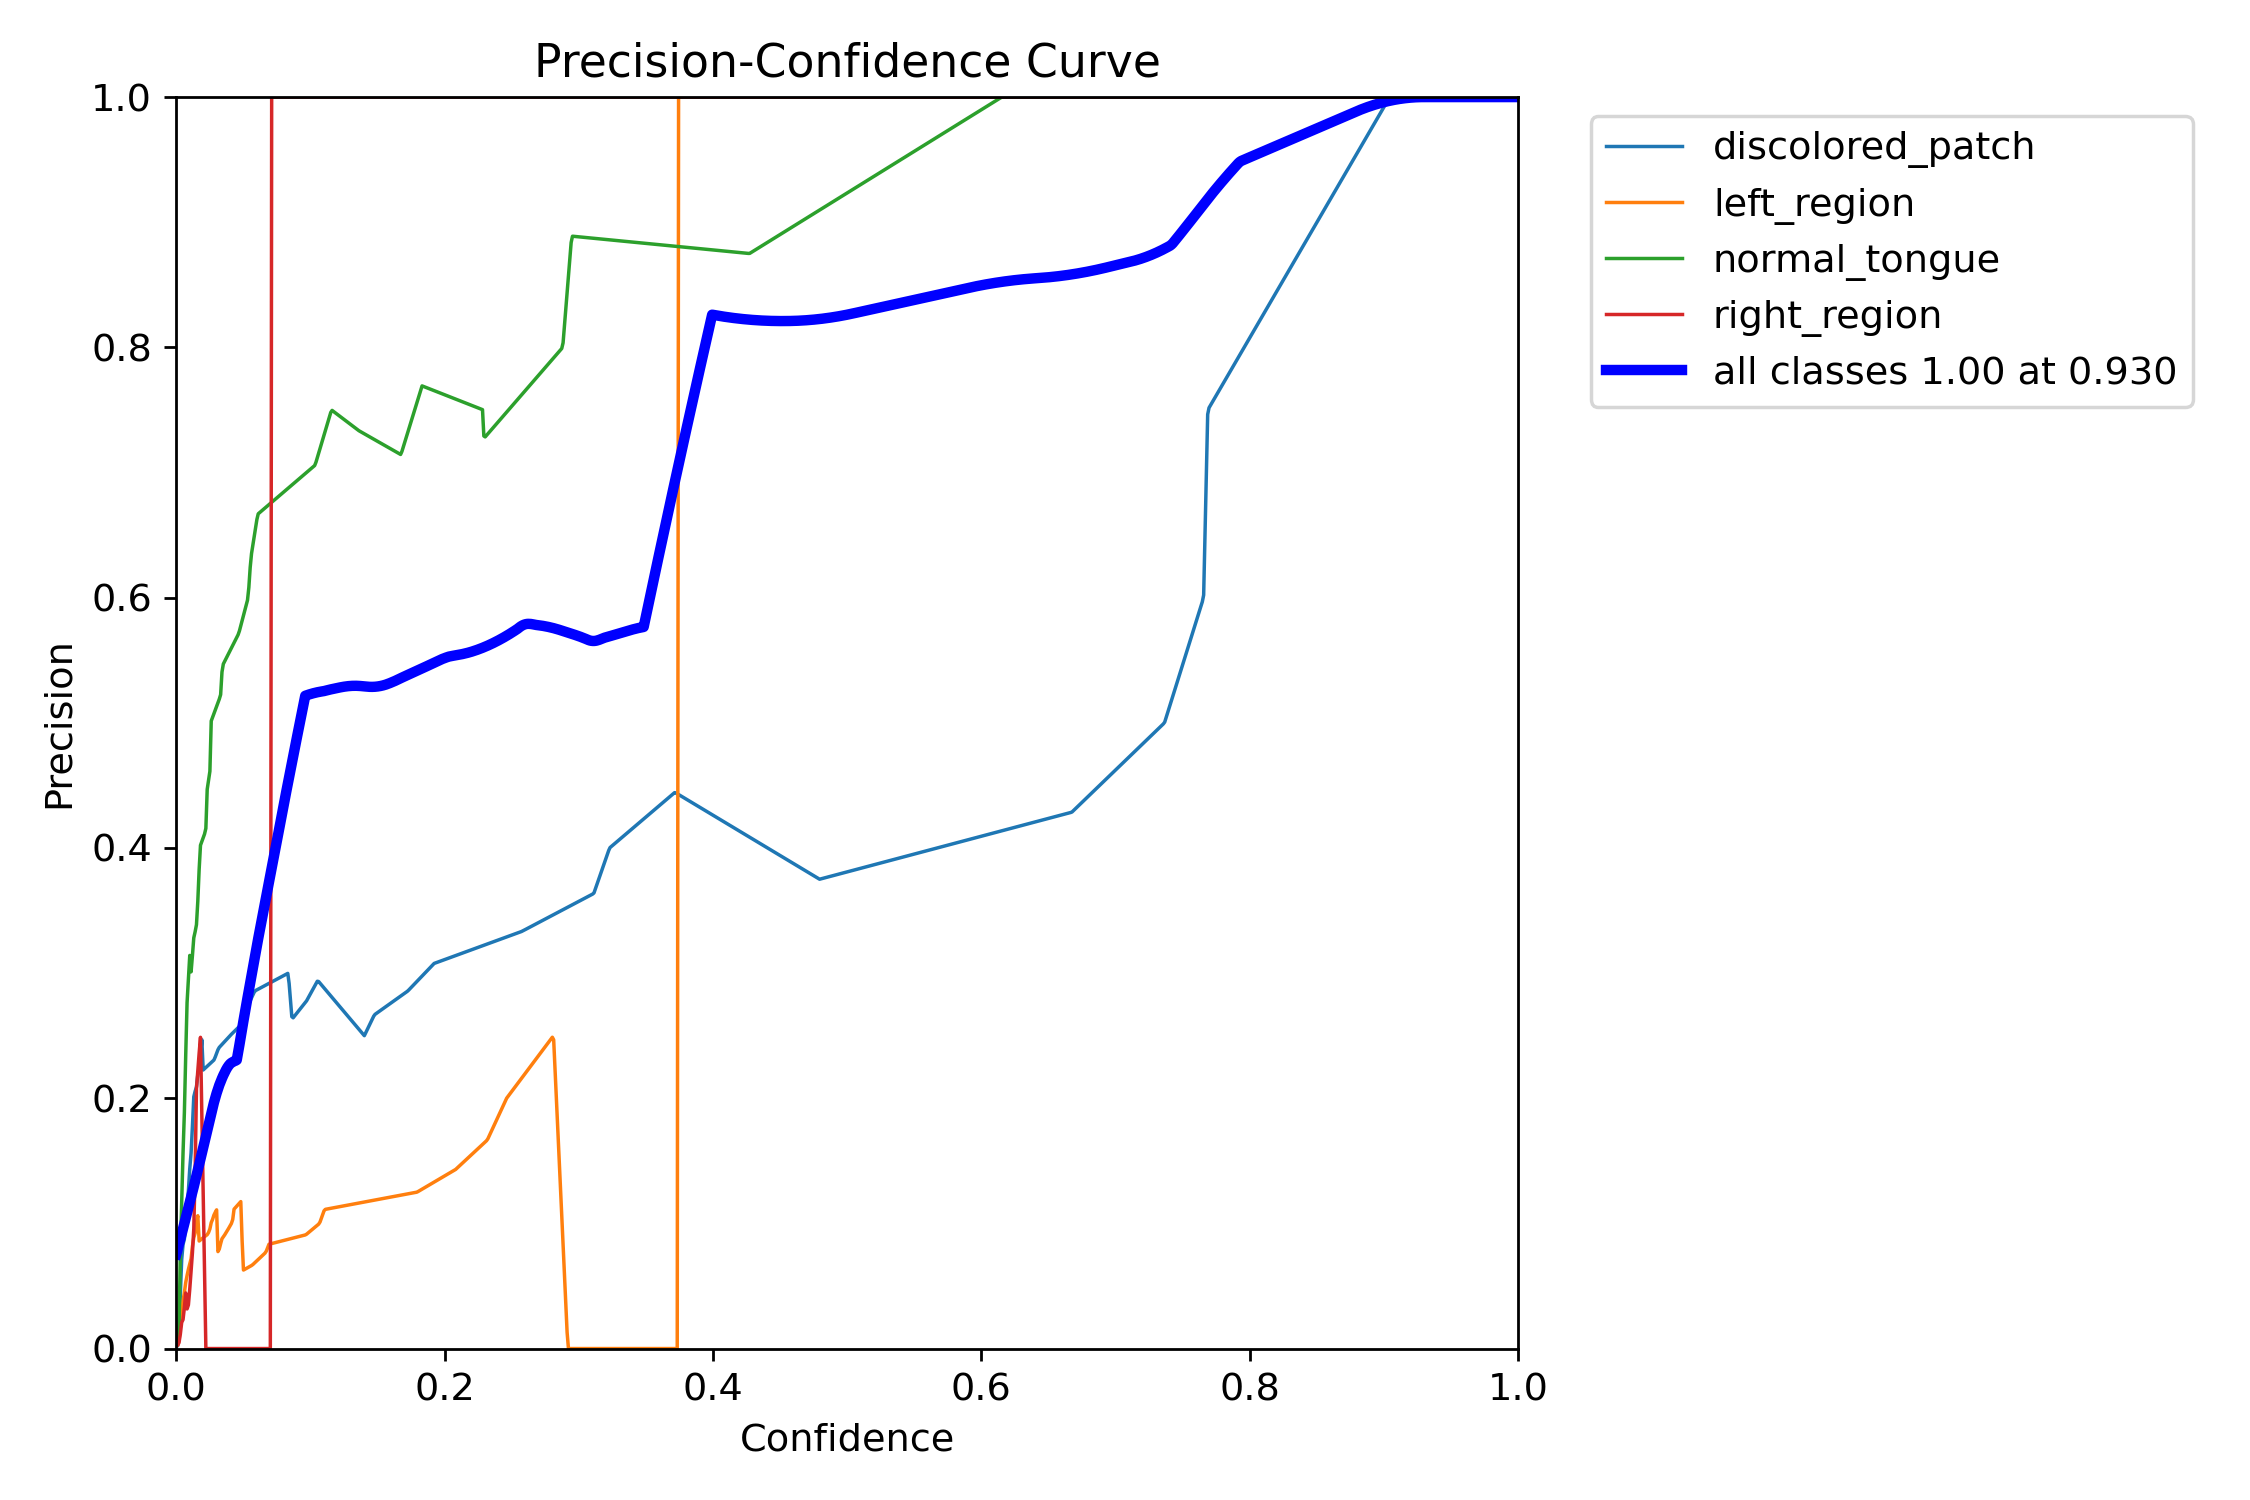 Precision-Confidence Curve
1.0
0.8
0.6
0.4
0.2
0.0
Precision
0.0 0.2 0.4 0.6 0.8 1.0
Confidence
discolored_patch
left_region
normal_tongue
right_region
all classes 1.00 at 0.930